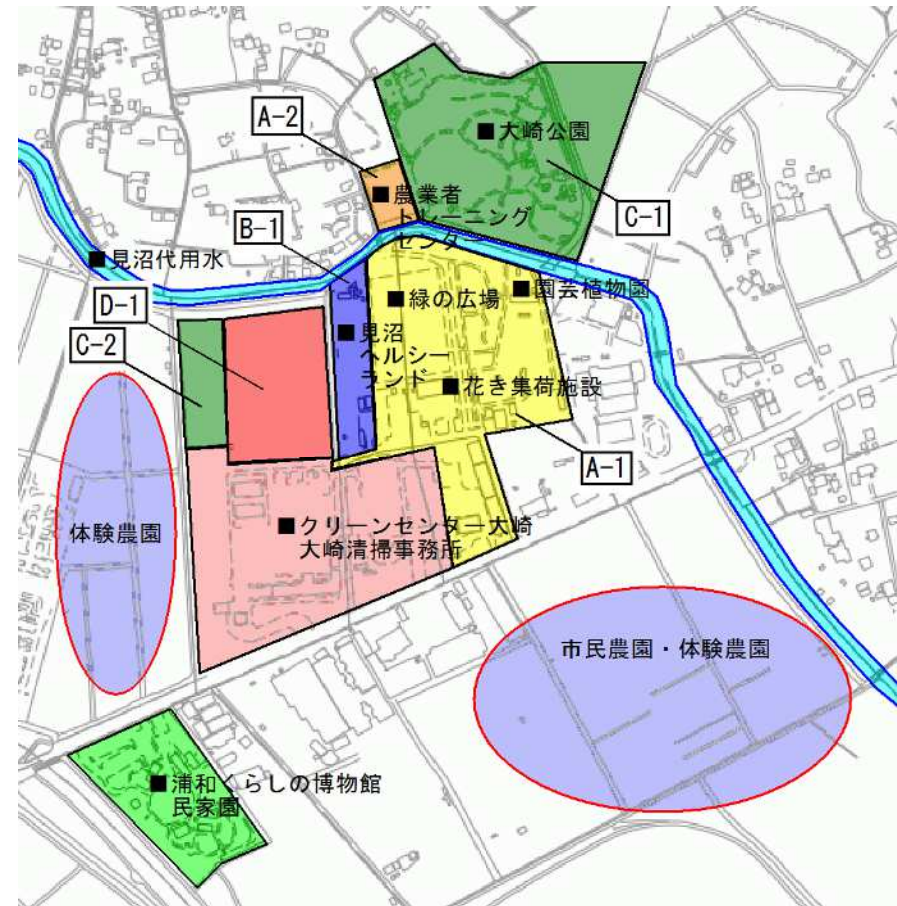 A-2
■大崎公園
■農業者
トレーニング
センター
C-1
B-1
■見沼代用水
■緑の広場
■園芸植物園
D-1
■見沼
ヘルシー
ランド
C-2
■花き集荷施設
A-1
■クリーンセンター大崎
大崎清掃事務所
体験農園
市民農園・体験農園
■浦和くらしの博物館
民家園